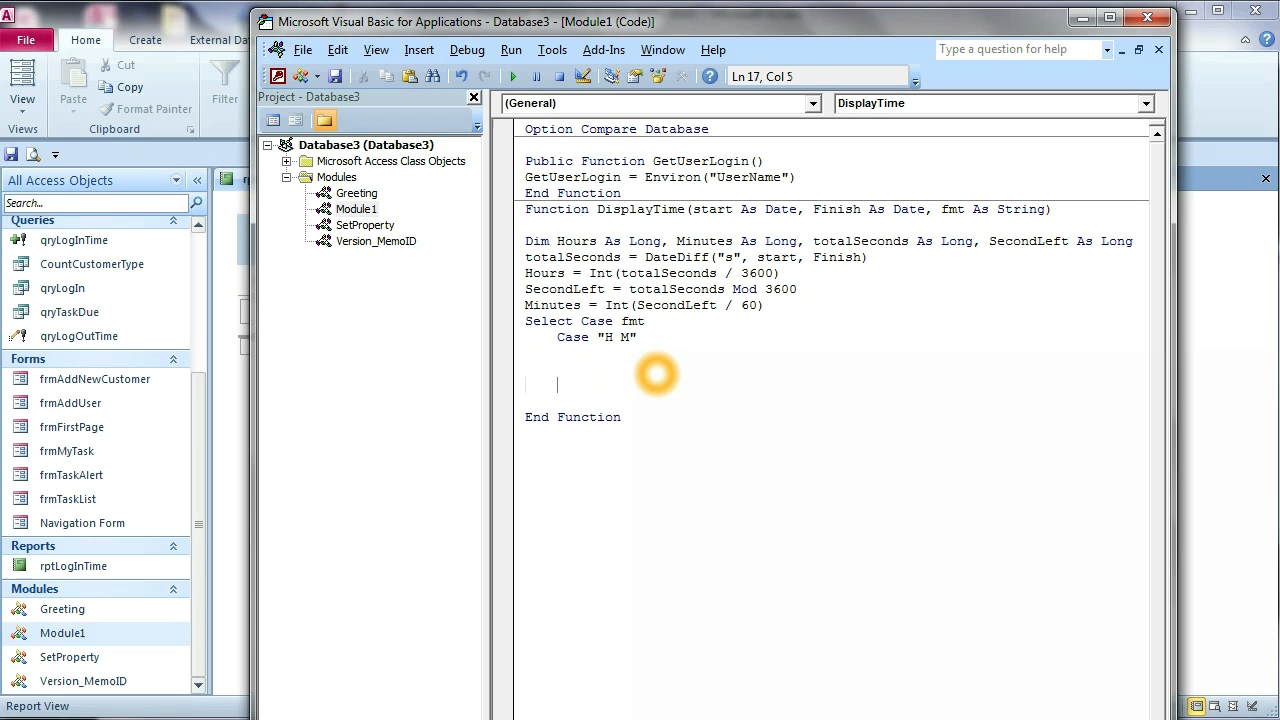 Microsoft Visual Basic for Applications - Database3 - [Module1 (Code)]
File Home Create External Da
File Edit View Insert Debug Run Tools Add-Ins Window Help
Type a question for help
Cut
Copy
Format Painter
View
Paste
Filter
Views
Clipboard
Ln 17, Col 5
Project - Database3
(General)
DisplayTime
Database3 (Database3)
Microsoft Access Class Objects
Modules
Greeting
Module1
SetProperty
Version_MemoID
All Access Objects
Search...
Queries
qryLogInTime
CountCustomerType
qryLogIn
qryTaskDue
qryLogOutTime
Forms
frmAddNewCustomer
frmAddUser
frmFirstPage
frmMyTask
frmTaskAlert
frmTaskList
Navigation Form
Reports
rptLogInTime
Modules
Greeting
Module1
SetProperty
Version_MemoID
Report View
Option Compare Database
Public Function GetUserLogin()
GetUserLogin = Environ("UserName")
End Function
Function DisplayTime(start As Date, Finish As Date, fmt As String)
Dim Hours As Long, Minutes As Long, totalSeconds As Long, SecondLeft As Long
totalSeconds = DateDiff("s", start, Finish)
Hours = Int(totalSeconds / 3600)
SecondLeft = totalSeconds Mod 3600
Minutes = Int(SecondLeft / 60)
Select Case fmt
Case "H M"
End Function